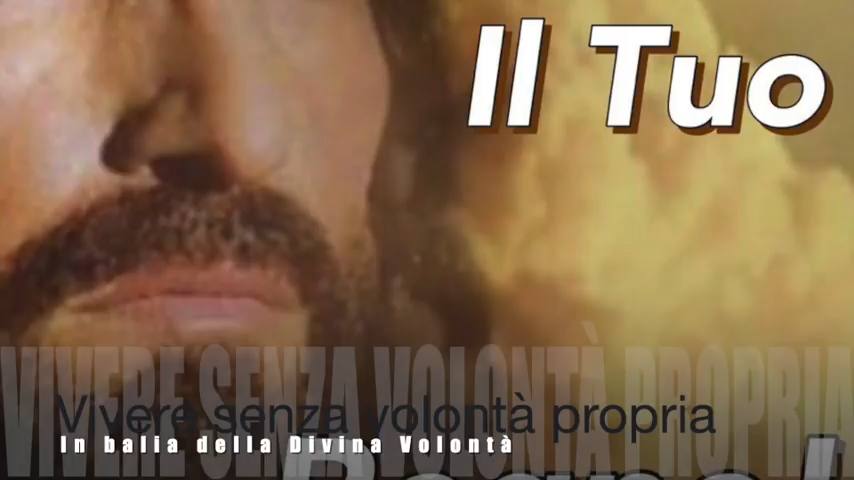 Il Tuo
VIVERE SENZA VOLONTÀ PROPRIA
Vivere senza volontà propria
In balia della Divina Volontà